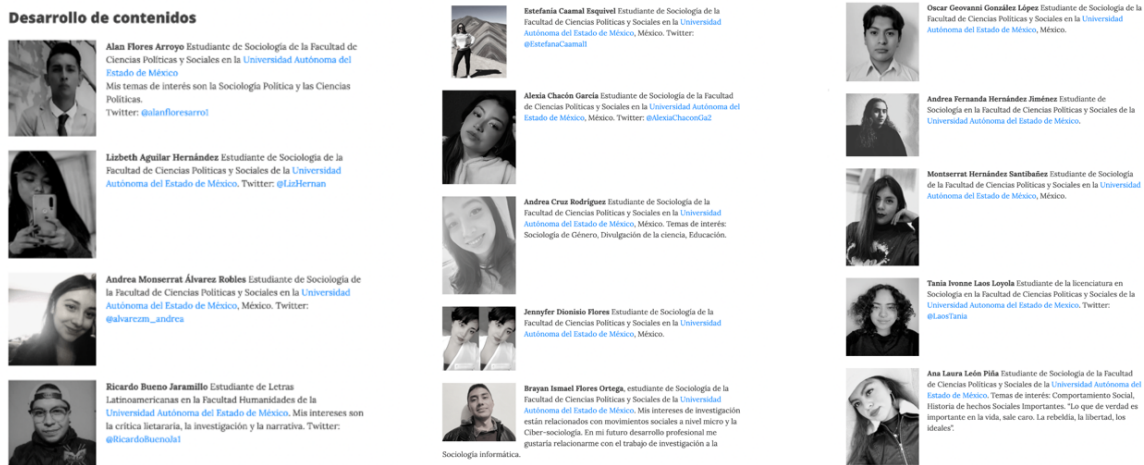 Desarrollo de contenidos
Alan Flores Arroyo Estudiante de Sociología de la Facultad de
Ciencias Políticas y Sociales en la Universidad Autónoma del
Estado de México
Mis temas de interés son la Sociología Política y las Ciencias
Políticas.
Twitter: @alanfloresarro1
Lizbeth Aguilar Hernández Estudiante de Sociología de la
Facultad de Ciencias Políticas y Sociales de la Universidad
Autónoma del Estado de México. Twitter: @LizHernan
Andrea Monserrat Álvarez Robles Estudiante de Sociología de
la Facultad de Ciencias Políticas y Sociales en la Universidad
Autónoma del Estado de México, México. Twitter:
@alvarezm_andrea
Ricardo Bueno Jaramillo Estudiante de Letras
Latinoamericanas en la Facultad Humanidades de la
Universidad Autónoma del Estado de México. Mis intereses son
la crítica lietararia, la investigación y la narrativa. Twitter:
@RicardoBueno1a1
Estefanía Caamal Esquivel Estudiante de Sociología de la
Facultad de Ciencias Políticas y Sociales en la Universidad
Autónoma del Estado de México, México. Twitter:
@EstefanaCaamal1
Alexia Chacón García Estudiante de Sociología de la Facultad
de Ciencias Políticas y Sociales en la Universidad Autónoma del
Estado de México, México. Twitter: @AlexiaChaconGa2
Andrea Cruz Rodríguez Estudiante de Sociología de la
Facultad de Ciencias Políticas y Sociales en la Universidad
Autónoma del Estado de México, México. Temas de interés:
Sociología de Género, Divulgación de la ciencia, Educación.
Jennyfer Dionisio Flores Estudiante de Sociología de la
Facultad de Ciencias Políticas y Sociales en la Universidad
Autónoma del Estado de México, México.
Brayan Ismael Flores Ortega, estudiante de Sociología de la
Facultad de Ciencias Políticas y Sociales de la Universidad
Autónoma del Estado de México. Mis intereses de investigación
están relacionados con movimientos sociales a nivel micro y la
Ciber-sociología. En mi futuro desarrollo profesional me
gustaría relacionarme con el trabajo de investigación a la
Sociología informática.
Oscar Geovanni González López Estudiante de Sociología de la
Facultad de Ciencias Políticas y Sociales en la Universidad
Autónoma del Estado de México, México.
Andrea Fernanda Hernández Jiménez Estudiante de
Sociología en la Facultad de Ciencias Políticas y Sociales de la
Universidad Autónoma del Estado de México.
Montserrat Hernández Santibañez Estudiante de Sociología
de la Facultad de Ciencias Políticas y Sociales en la Universidad
Autónoma del Estado de México, México.
Tania Ivonne Laos Loyola Estudiante de la licenciatura en
Sociología en la Facultad de Ciencias Políticas y Sociales de la
Universidad Autonoma del Estado de México. Twitter:
@LaosTania
Ana Laura León Piña Estudiante de Sociología de la Facultad
de Ciencias Políticas y Sociales de la Universidad Autónoma del
Estado de México. Temas de interés: Comportamiento Social,
Historia de hechos Sociales Importantes. "Lo que de verdad es
importante en la vida, sale caro. La rebeldía, la libertad, los
ideales".